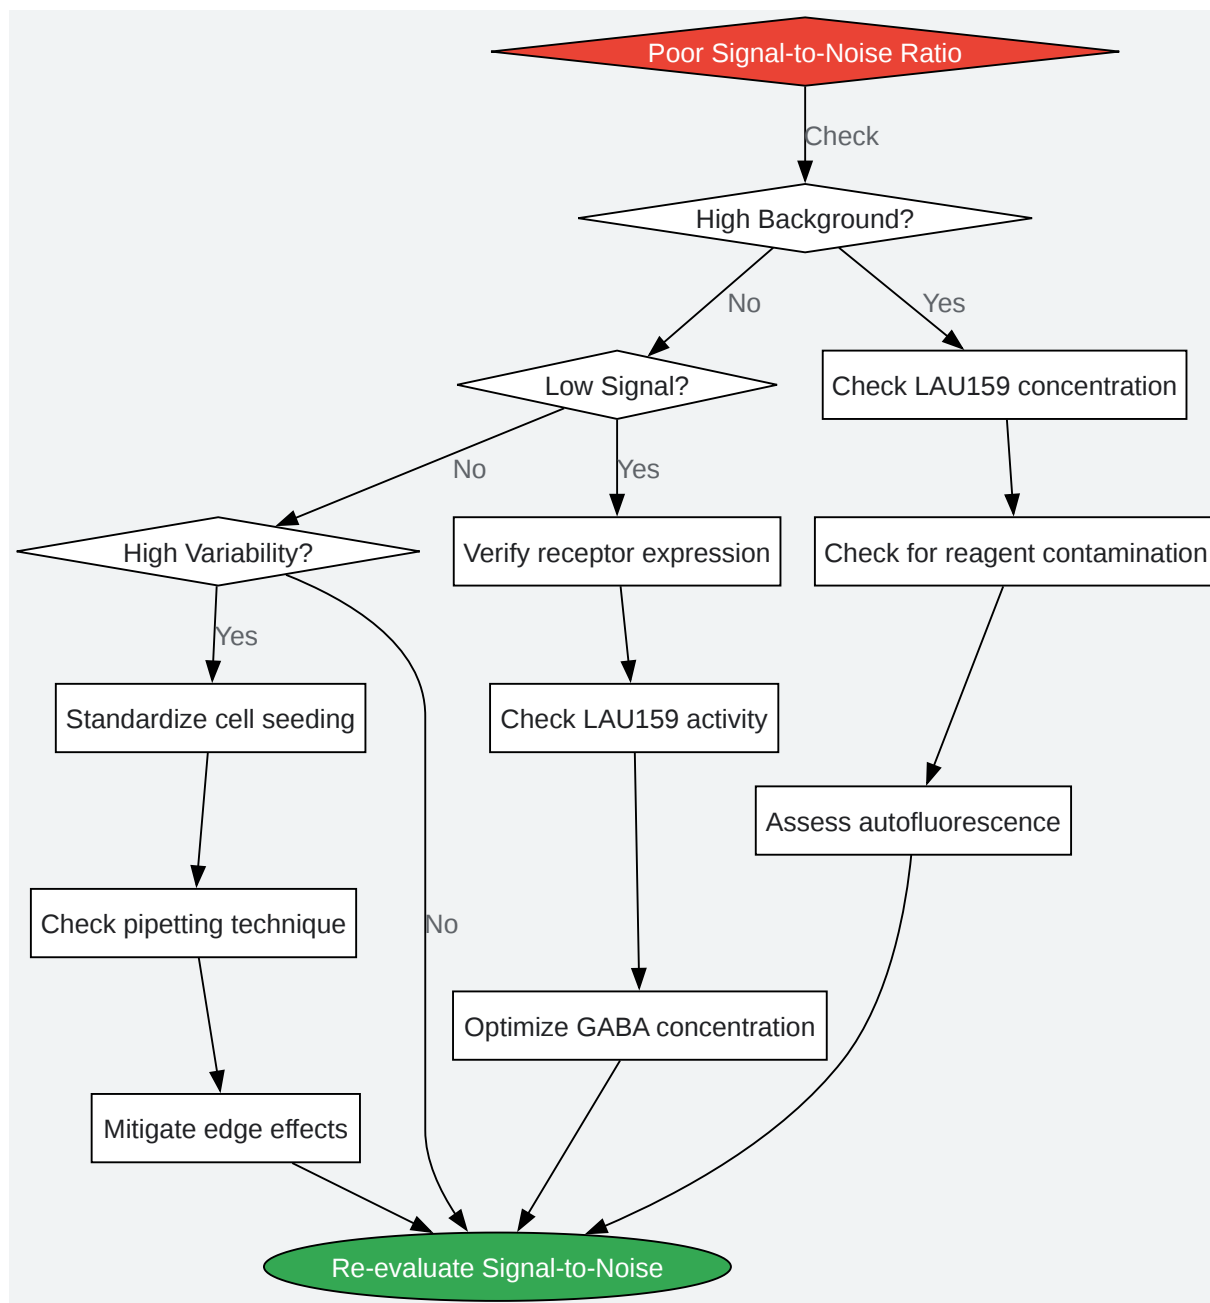 Poor Signal-to-Noise Ratio
Check
High Background?
No
Yes
Low Signal?
Check LAU159 concentration
No
Yes
High Variability?
Verify receptor expression
Check for reagent contamination
Yes
Standardize cell seeding
Check LAU159 activity
Assess autofluorescence
Check pipetting technique
No
Optimize GABA concentration
Mitigate edge effects
Re-evaluate Signal-to-Noise